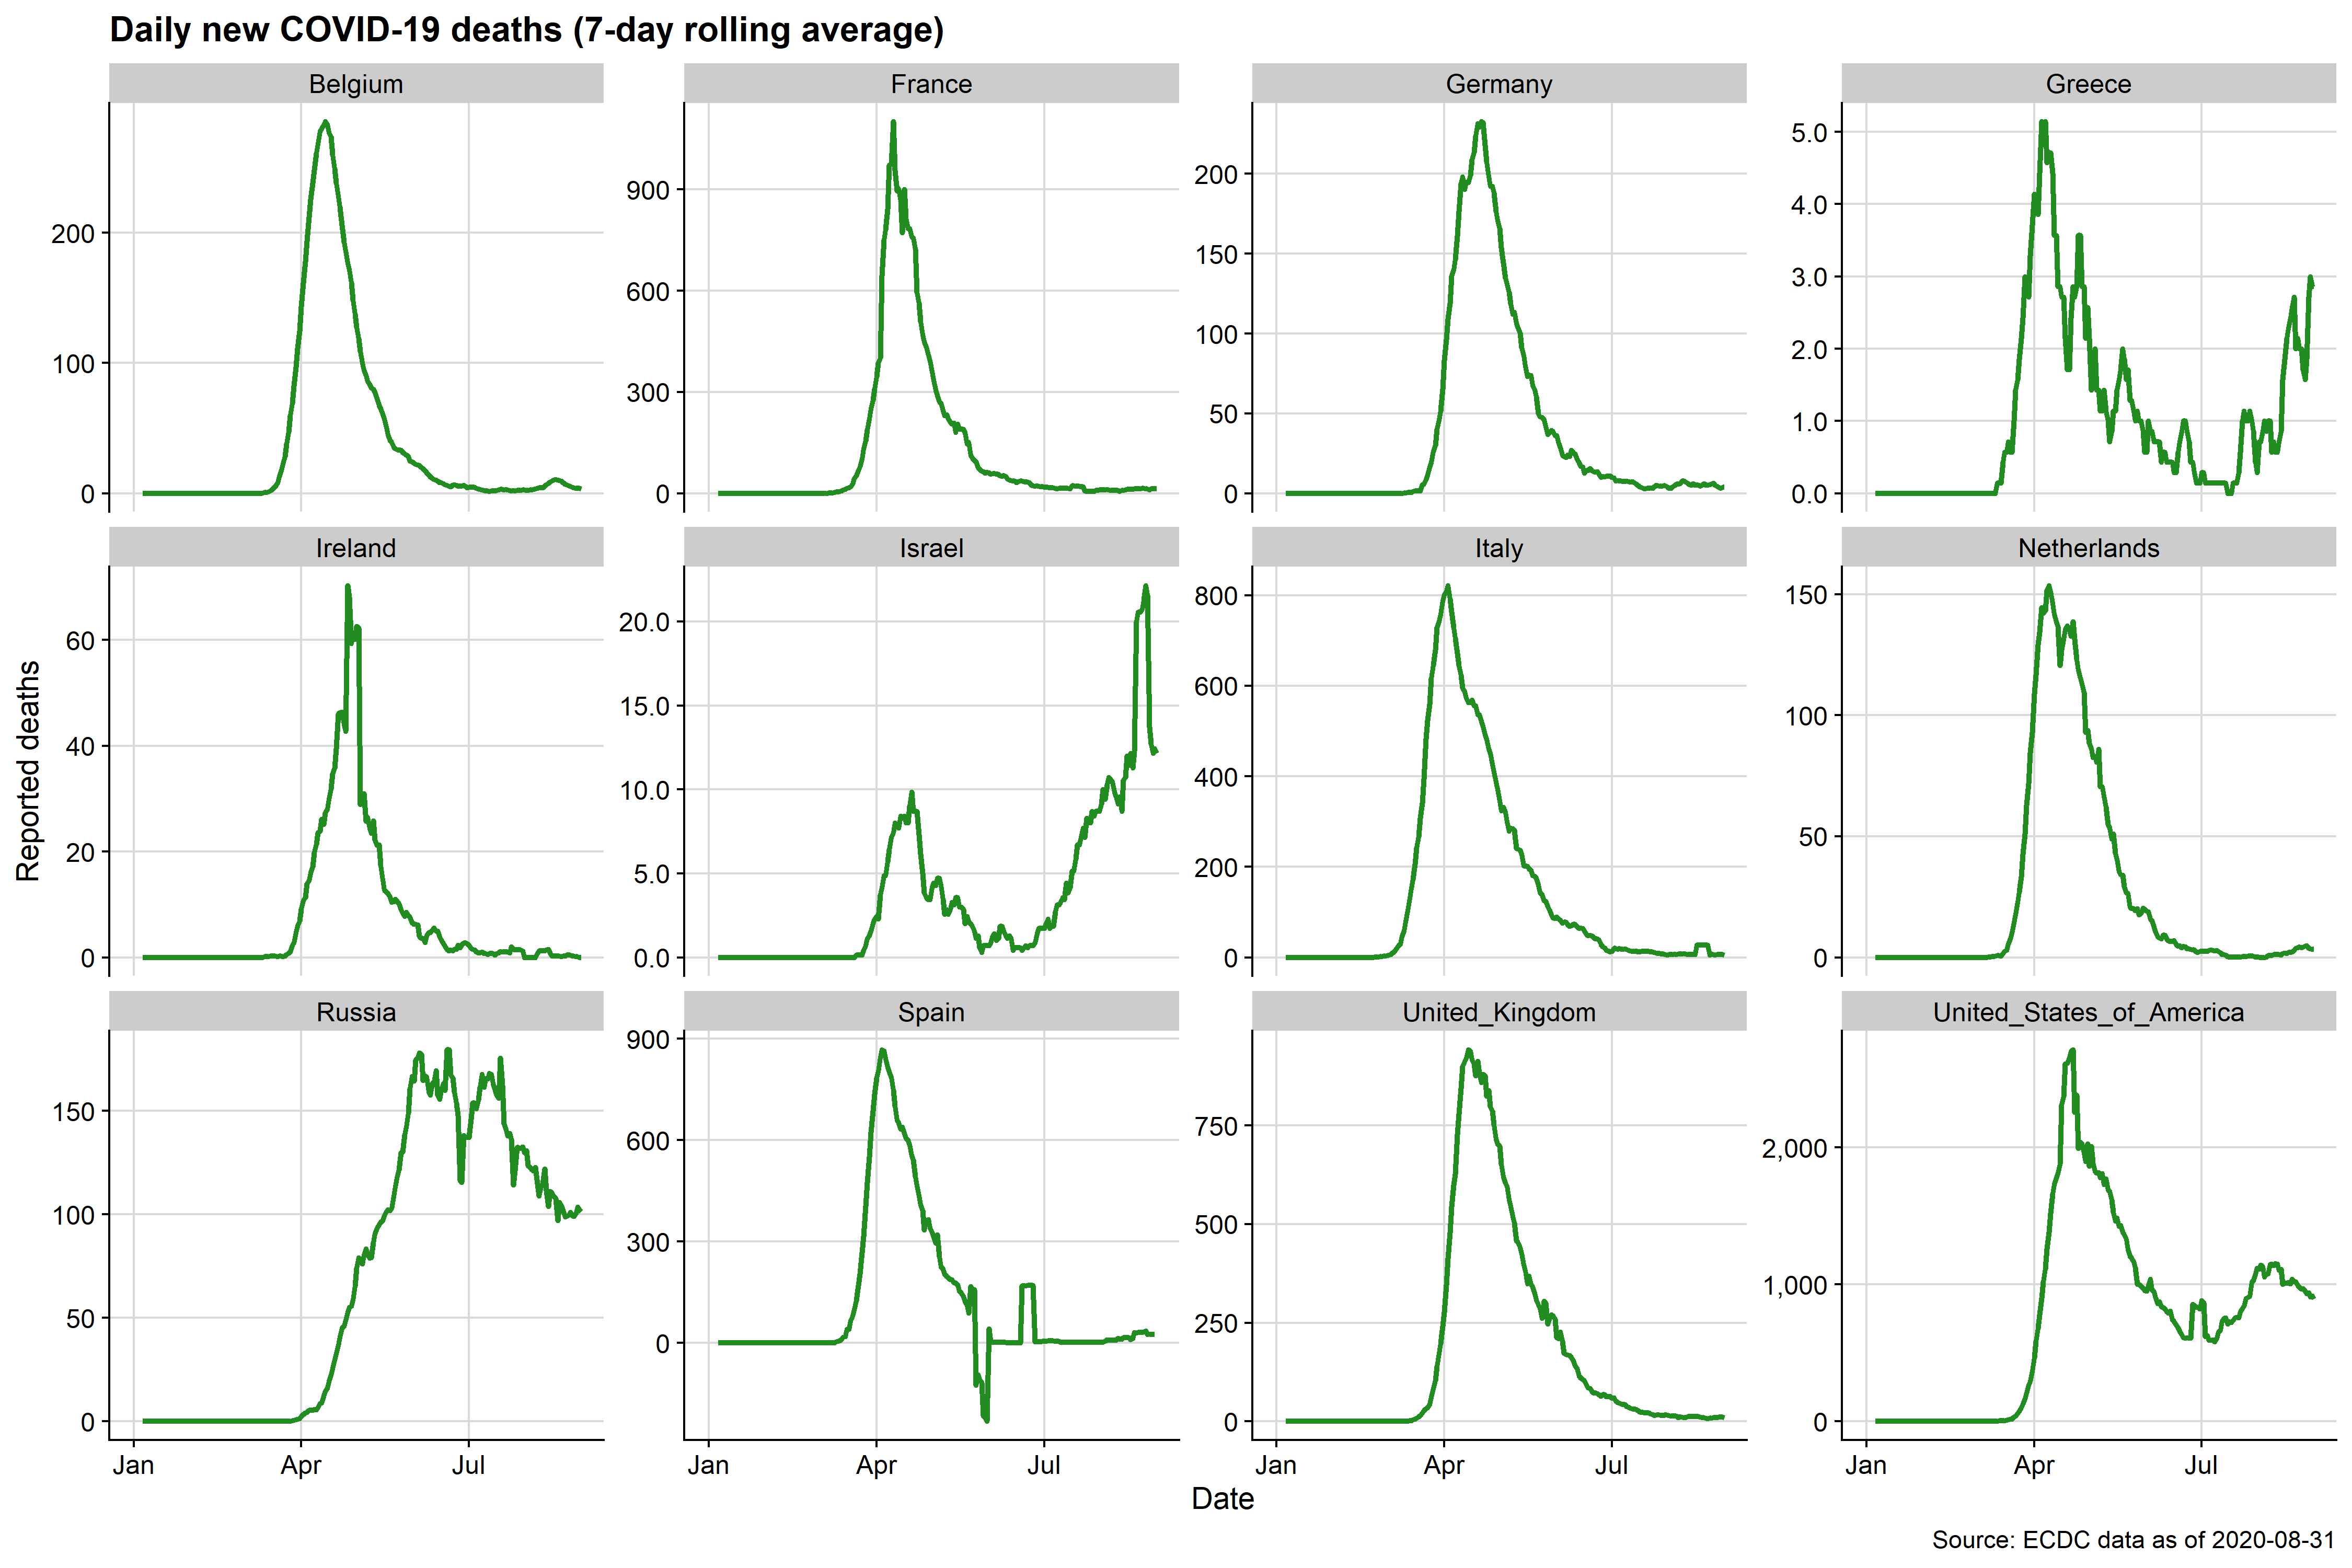 Daily new COVID-19 deaths (7-day rolling average)
Belgium
France
Germany
Greece
200
100
0
900
600
300
0
200
150
100
50
0
5.0
4.0
3.0
2.0
1.0
0.0
Ireland
Israel
Italy
Netherlands
60
40
20
0
20.0
15.0
10.0
5.0
0.0
800
600
400
200
0
150
100
50
0
Reported deaths
Russia
Spain
United_Kingdom
United_States_of_America
150
100
50
0
900
600
300
0
750
500
250
0
2,000
1,000
0
Jan Apr Jul
Jan Apr Jul
Jan Apr Jul
Jan Apr Jul
Date
Source: ECDC data as of 2020-08-31